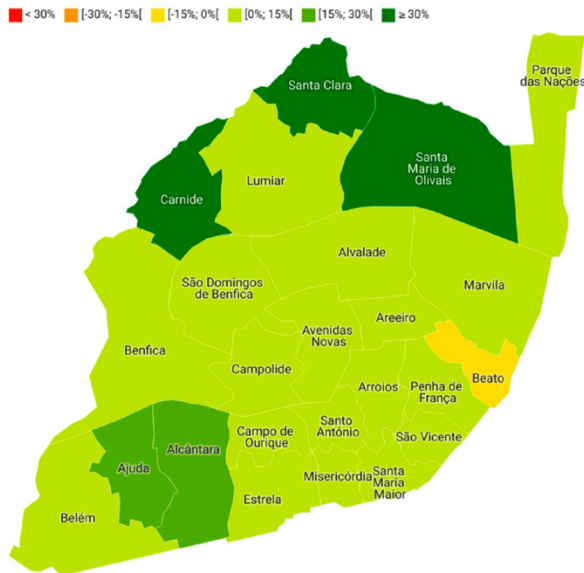 < 30% [-30%; -15%[ [-15%; 0%[ [0%; 15%[ [15%; 30%[ ≥ 30%
Parque
das Nações
Santa Clara
Santa
Maria de
Olivais
Lumiar
Carnide
Alvalade
São Domingos
de Benfica
Marvila
Areeiro
Avenidas
Novas
Benfica
Campolide
Beato
Arroios
Penha de
França
Santo
António
Campo de
Ourique
São Vicente
Alcântara
Ajuda
Misericórdia
Santa
Maria
Maior
Estrela
Belém